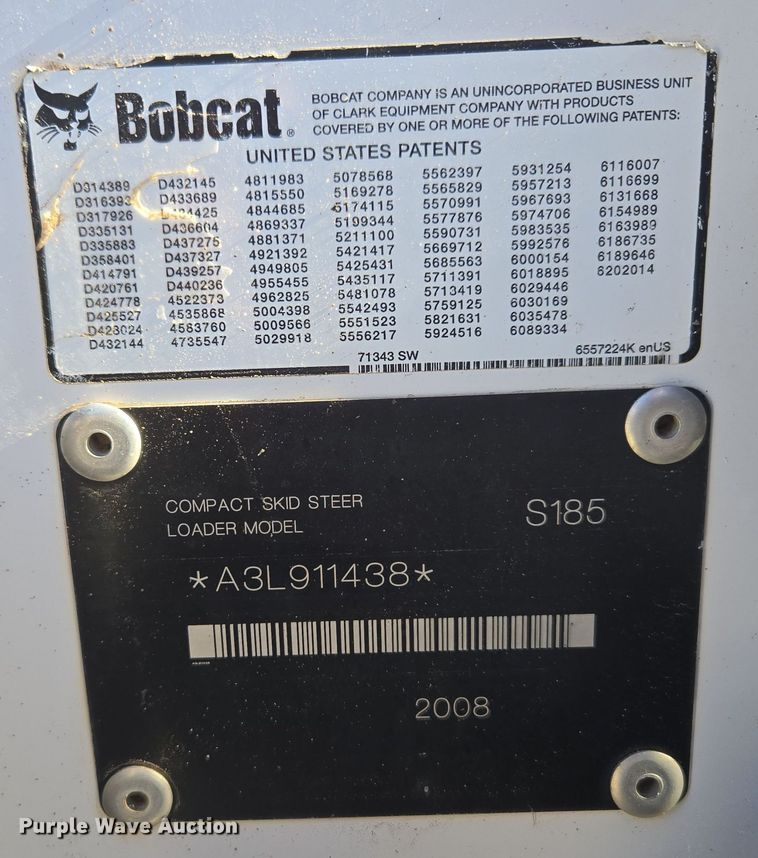 Bobcat®
BOBCAT COMPANY IS AN UNINCORPORATED BUSINESS UNIT
OF CLARK EQUIPMENT COMPANY WITH PRODUCTS
COVERED BY ONE OR MORE OF THE FOLLOWING PATENTS:
UNITED STATES PATENTS
D314389 D432145 4811983 5078568 5562397 5931254 6116007
D316393 D433689 4815550 5169278 5565829 5957213 6116699
D317926 4844685 5174115 5570991 5967693 6131668
D335131 D436604 4869337 5199344 5577876 5974706 6154989
D335883 D437275 4881371 5211100 5590731 5983535 6163989
D358401 D437327 4921392 5421417 5669712 5992576 6186735
D414791 D439257 4949805 5425431 5685563 6000154 6189646
D420761 D440236 4955455 5435117 5711391 6018895 6202014
D424778 4522373 4962825 5481078 5713419 6029446
D425527 4535868 5004398 5542493 5759125 6030169
D428024 4583760 5009566 5551523 5821631 6035478
D432144 4735547 5029918 5556217 5924516 6089334
71343 SW 6557224K enUS
COMPACT SKID STEER
LOADER MODEL S185
*A3L911438*
2008
Purple Wave Auction